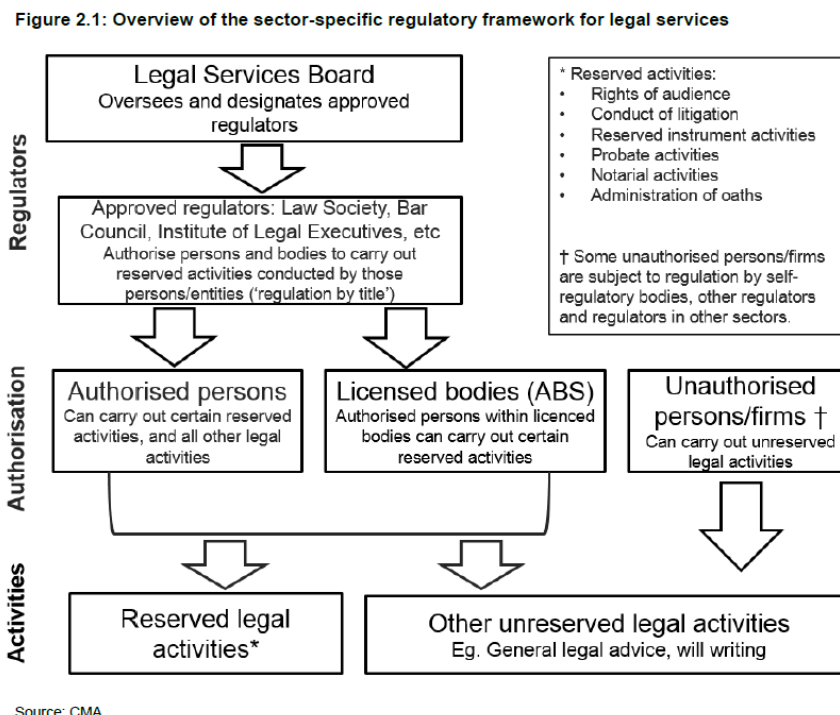 Figure 2.1: Overview of the sector-specific regulatory framework for legal services
Regulators
Legal Services Board
Oversees and designates approved
regulators
Approved regulators: Law Society, Bar
Council, Institute of Legal Executives, etc
Authorise persons and bodies to carry out
reserved activities conducted by those
persons/entities (‘regulation by title’)
* Reserved activities:
• Rights of audience
• Conduct of litigation
• Reserved instrument activities
• Probate activities
• Notarial activities
• Administration of oaths
† Some unauthorised persons/firms
are subject to regulation by self-
regulatory bodies, other regulators
and regulators in other sectors.
Authorisation
Authorised persons
Can carry out certain reserved
activities, and all other legal
activities
Licensed bodies (ABS)
Authorised persons within licenced
bodies can carry out certain
reserved activities
Unauthorised
persons/firms †
Can carry out unreserved
legal activities
Activities
Reserved legal
activities*
Other unreserved legal activities
Eg. General legal advice, will writing
Source: CMA